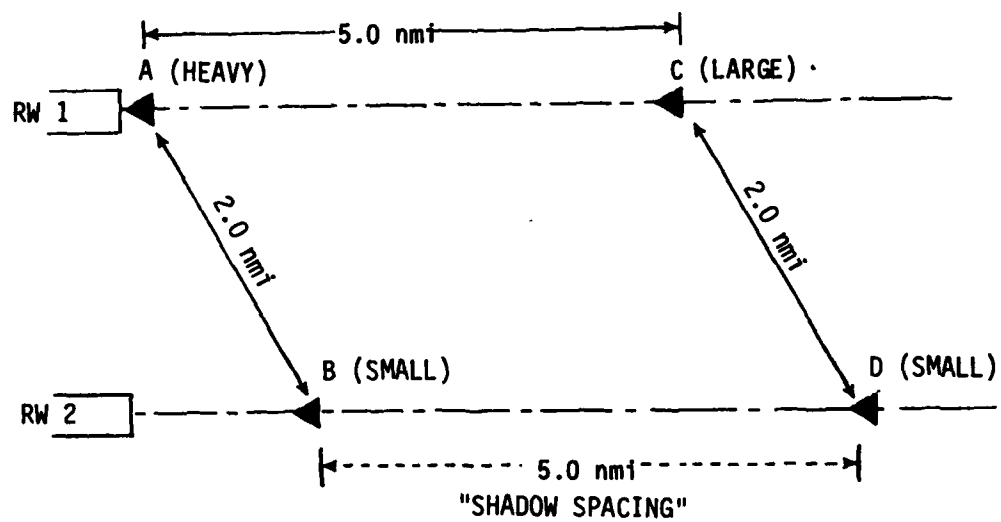 5.0 nmi
A (HEAVY)
C (LARGE)
RW 1
2.0 nmi
2.0 nmi
B (SMALL)
D (SMALL)
RW 2
5.0 nmi
"SHADOW SPACING"